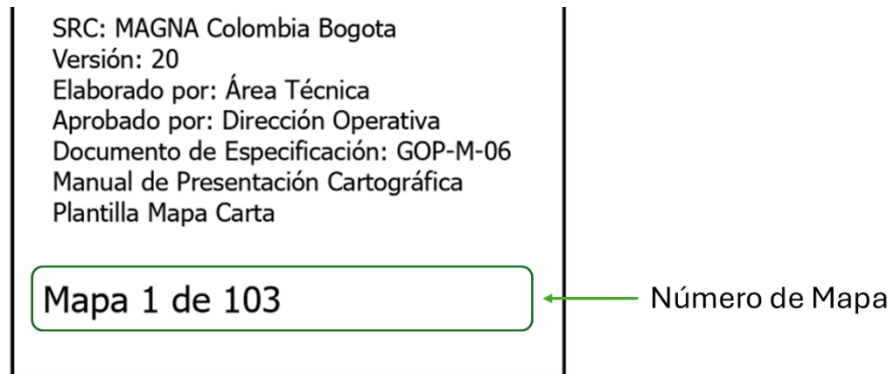 SRC: MAGNA Colombia Bogota
Versión: 20
Elaborado por: Área Técnica
Aprobado por: Dirección Operativa
Documento de Especificación: GOP-M-06
Manual de Presentación Cartográfica
Plantilla Mapa Carta
Mapa 1 de 103
Número de Mapa